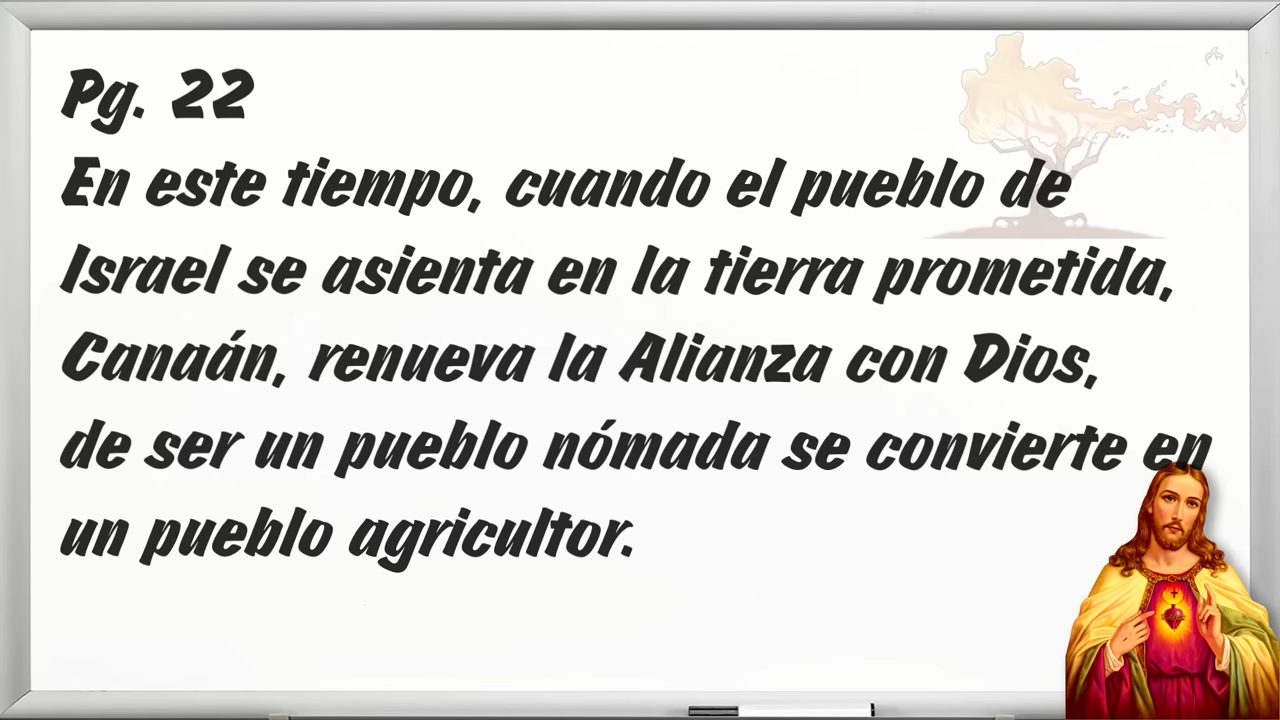 Pg. 22
En este tiempo, cuando el pueblo de
Israel se asienta en la tierra prometida,
Canaán, renueva la Alianza con Dios,
de ser un pueblo nómada se convierte en
un pueblo agricultor.